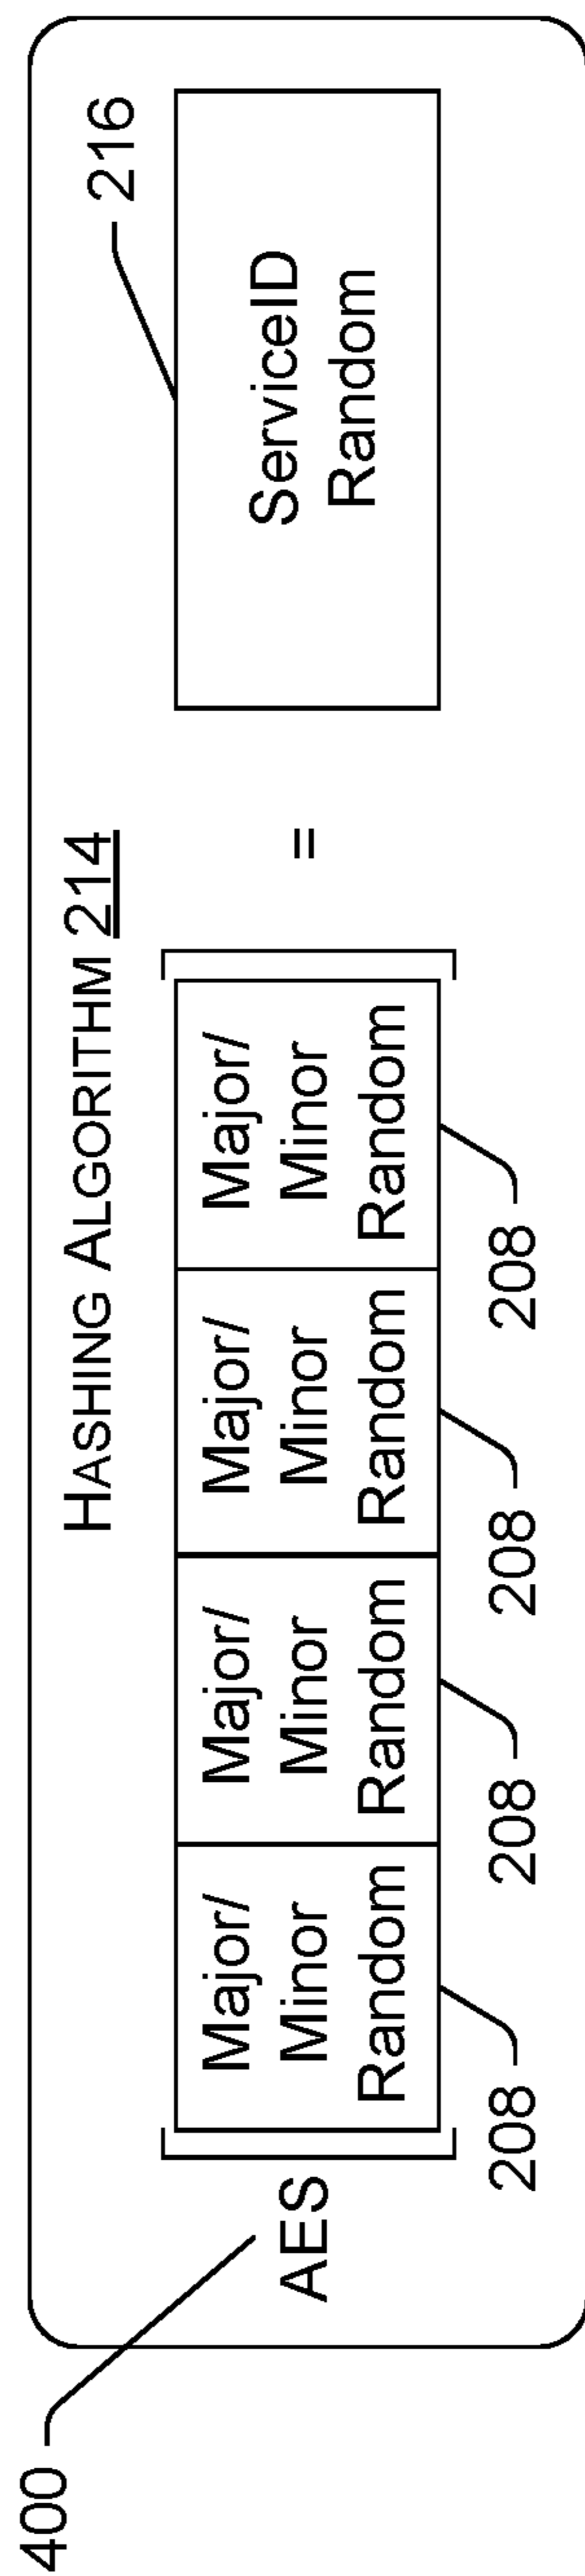 HASHING ALGORITHM 214
216
400
AES
Major/
Minor
Random
Major/
Minor
Random
Major/
Minor
Random
Major/
Minor
Random
=
ServiceID
Random
208
208
208
208